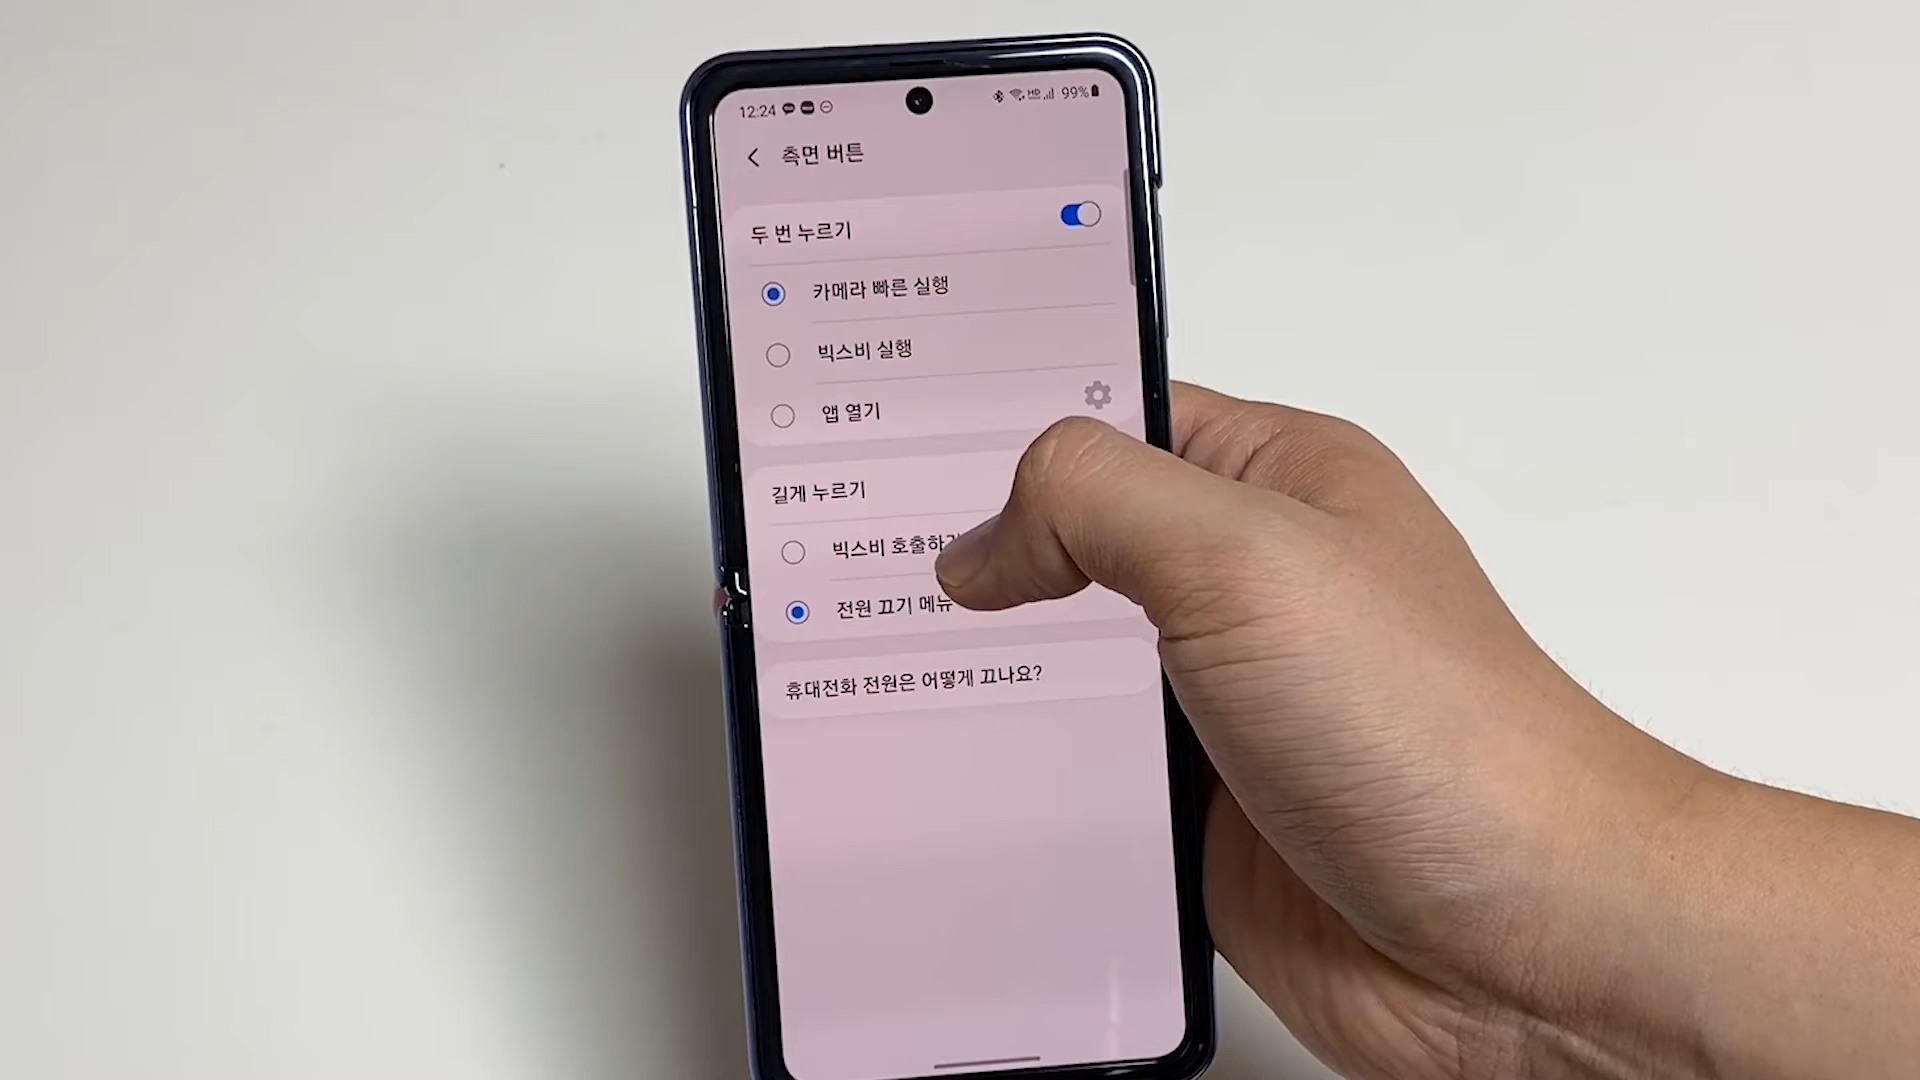 12:24 99%
측면 버튼
두 번 누르기
카메라 빠른 실행
빅스비 실행
앱 열기
길게 누르기
빅스비 호출하
전원 끄기 메뉴
휴대전화 전원은 어떻게 끄나요?